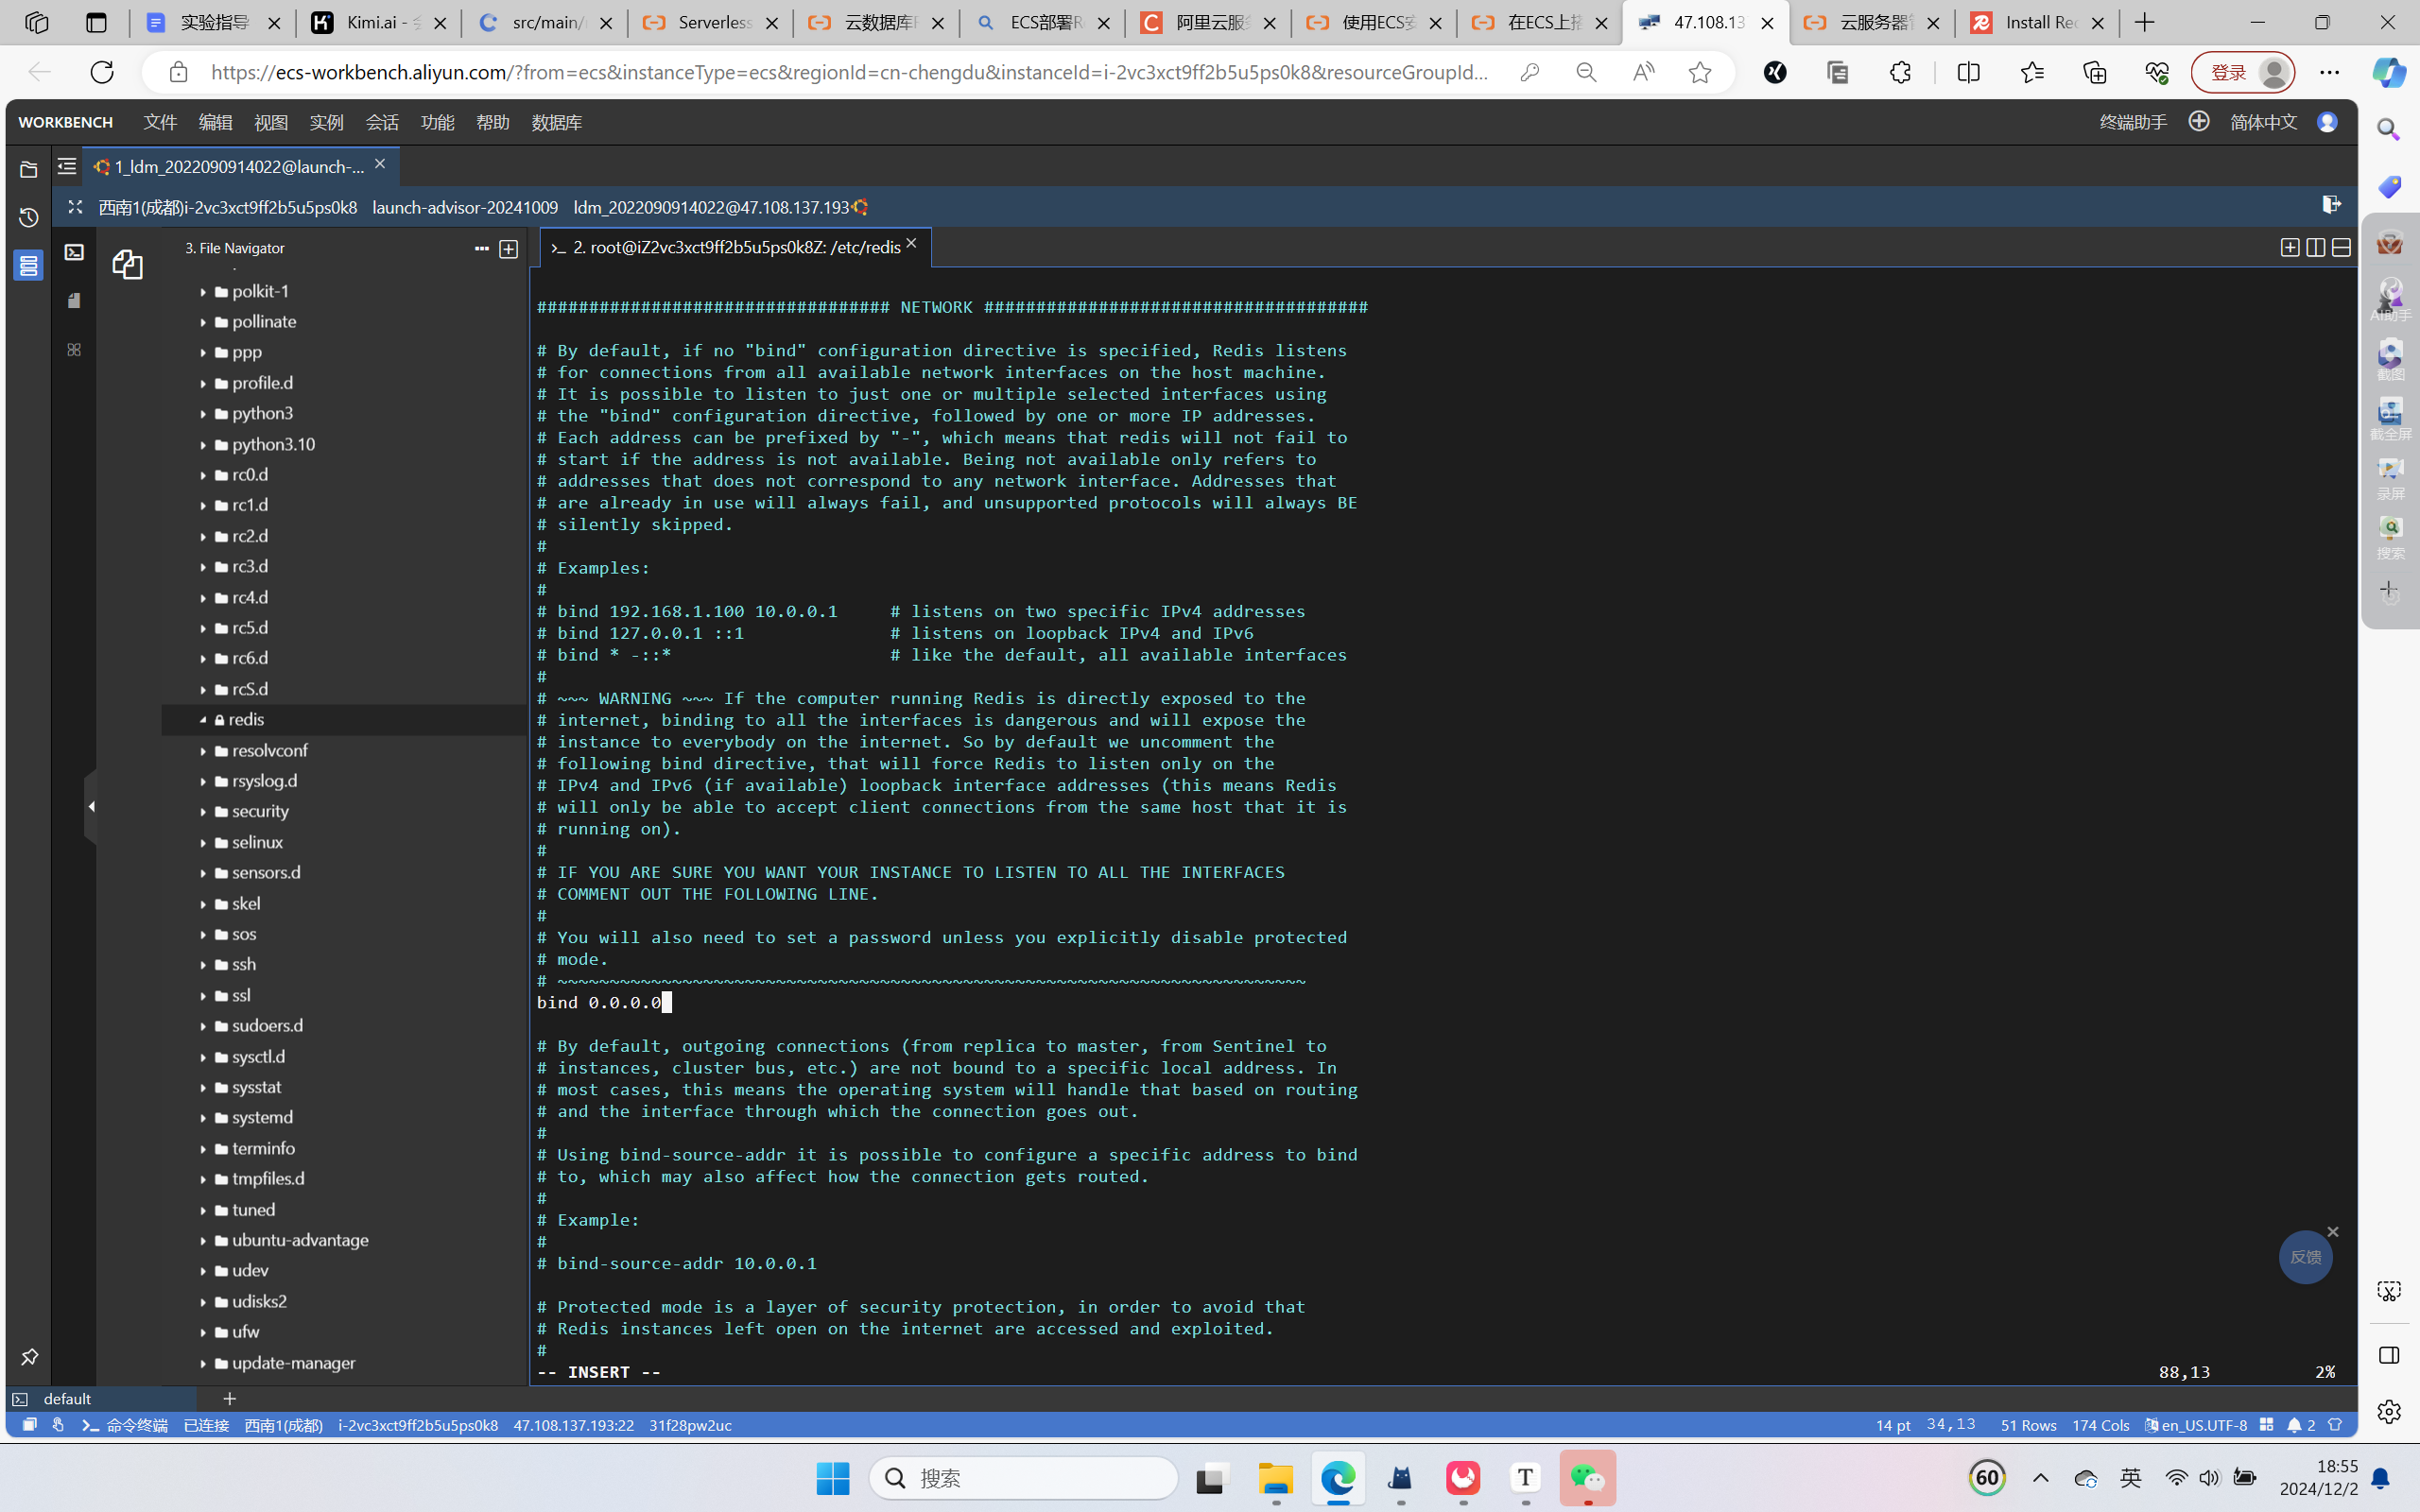 实验指导
Kimi.ai -
src/main/
Serverless
云数据库
ECS部署R
阿里云服
使用ECS安
在ECS上搭
47.108.13
云服务器
Install Re
https://ecs-workbench.aliyun.com/?from=ecs&instanceType=ecs&regionId=cn-chengdu&instanceId=i-2vc3xct9ff2b5u5ps0k8&resourceGroupId...
登录
WORKBENCH 文件 编辑 视图 实例 会话 功能 帮助 数据库
终端助手 简体中文
1_ldm_2022090914022@launch-...
西南1(成都)i-2vc3xct9ff2b5u5ps0k8 launch-advisor-20241009 ldm_2022090914022@47.108.137.193
3. File Navigator
polkit-1
pollinate
ppp
profile.d
python3
python3.10
rc0.d
rc1.d
rc2.d
rc3.d
rc4.d
rc5.d
rc6.d
rcS.d
redis
resolvconf
rsyslog.d
security
selinux
sensors.d
skel
sos
ssh
ssl
sudoers.d
sysctl.d
sysstat
systemd
terminfo
tmpfiles.d
tuned
ubuntu-advantage
udev
udisks2
ufw
update-manager
>_ 2. root@iZ2vc3xct9ff2b5u5ps0k8Z: /etc/redis
################################## NETWORK #####################################
# By default, if no "bind" configuration directive is specified, Redis listens
# for connections from all available network interfaces on the host machine.
# It is possible to listen to just one or multiple selected interfaces using
# the "bind" configuration directive, followed by one or more IP addresses.
# Each address can be prefixed by "-", which means that redis will not fail to
# start if the address is not available. Being not available only refers to
# addresses that does not correspond to any network interface. Addresses that
# are already in use will always fail, and unsupported protocols will always BE
# silently skipped.
#
# Examples:
#
# bind 192.168.1.100 10.0.0.1     # listens on two specific IPv4 addresses
# bind 127.0.0.1 ::1              # listens on loopback IPv4 and IPv6
# bind * -::*                     # like the default, all available interfaces
#
# ~~~ WARNING ~~~ If the computer running Redis is directly exposed to the
# internet, binding to all the interfaces is dangerous and will expose the
# instance to everybody on the internet. So by default we uncomment the
# following bind directive, that will force Redis to listen only on the
# IPv4 and IPv6 (if available) loopback interface addresses (this means Redis
# will only be able to accept client connections from the same host that it is
# running on).
#
# IF YOU ARE SURE YOU WANT YOUR INSTANCE TO LISTEN TO ALL THE INTERFACES
# COMMENT OUT THE FOLLOWING LINE.
#
# You will also need to set a password unless you explicitly disable protected
# mode.
# ~~~~~~~~~~~~~~~~~~~~~~~~~~~~~~~~~~~~~~~~~~~~~~~~~~~~~~~~~~~~~~~~~~~~~~~~
bind 0.0.0.0
# By default, outgoing connections (from replica to master, from Sentinel to
# instances, cluster bus, etc.) are not bound to a specific local address. In
# most cases, this means the operating system will handle that based on routing
# and the interface through which the connection goes out.
#
# Using bind-source-addr it is possible to configure a specific address to bind
# to, which may also affect how the connection gets routed.
#
# Example:
#
# bind-source-addr 10.0.0.1
# Protected mode is a layer of security protection, in order to avoid that
# Redis instances left open on the internet are accessed and exploited.
#
-- INSERT --
88,13
2%
AI助手
截图
截全屏
录屏
搜索
反馈
default
命令终端 已连接 西南1(成都) i-2vc3xct9ff2b5u5ps0k8 47.108.137.193:22 31f28pw2uc
14 pt 34,13 51 Rows 174 Cols en_US.UTF-8 2
搜索
60
英
18:55
2024/12/2